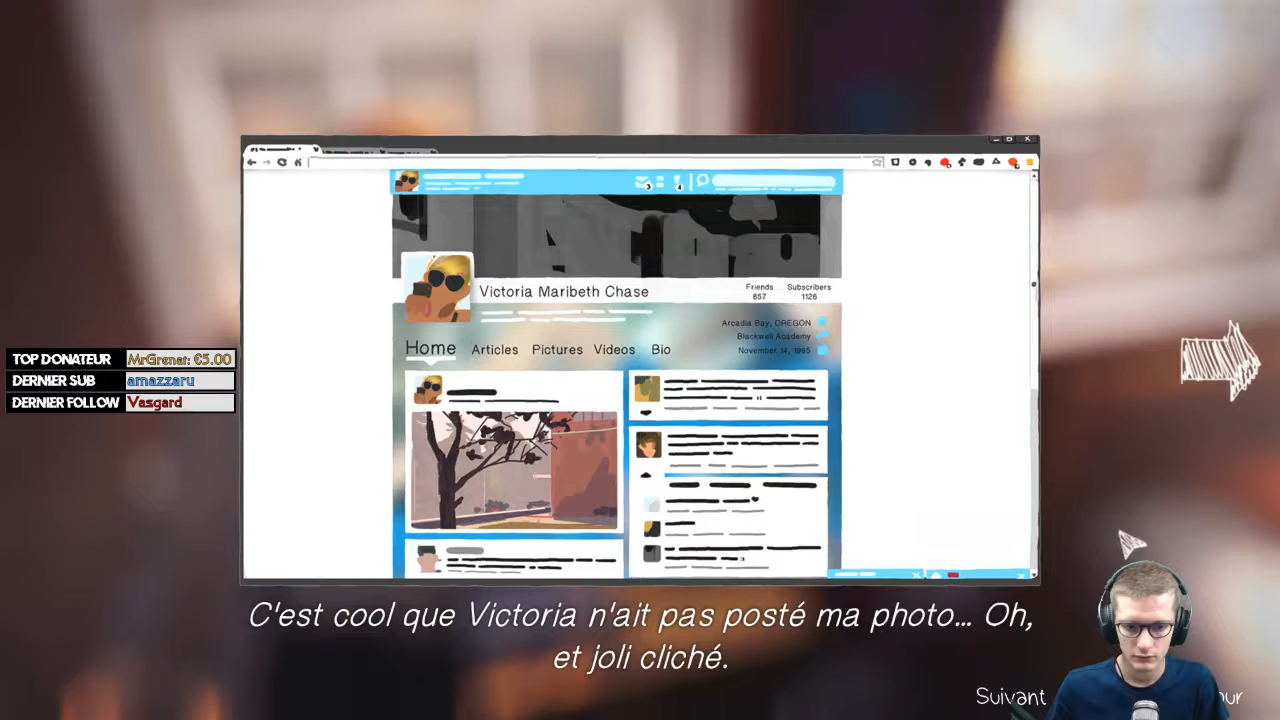 3
4
Victoria Maribeth Chase
Friends
857
Subscribers
1126
Arcadia Bay, OREGON
Blackwell Academy
November 14, 1995
Home
Articles
Pictures
Videos
Bio
TOP DONATEUR
MrGrenat: €5.00
DERNIER SUB
amazzaru
DERNIER FOLLOW
Vasgard
C'est cool que Victoria n'ait pas posté ma photo... Oh,
et joli cliché.
Suivant